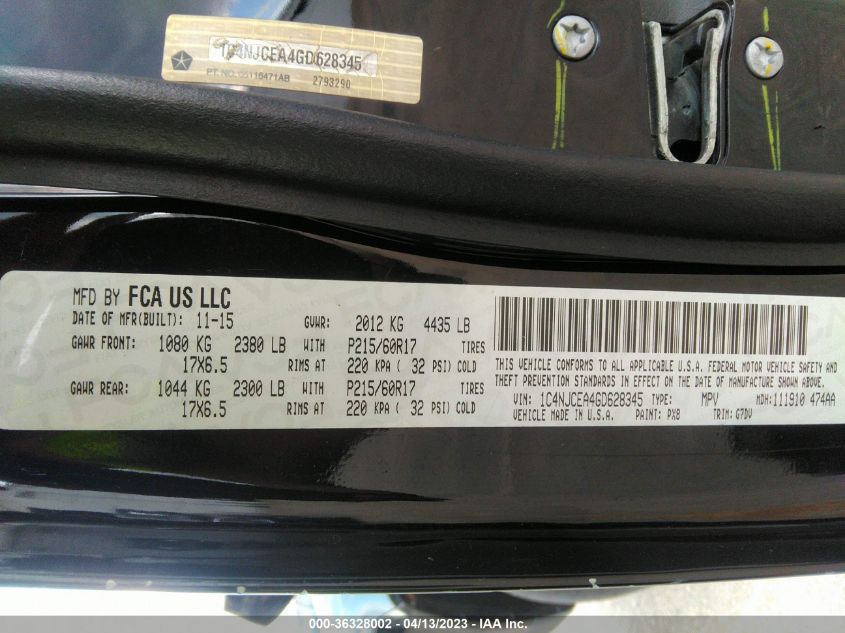 1C4NJCEA4GD628345
PT. NO. 55116471AB 2793290
MFD BY FCA US LLC
DATE OF MFR(BUILT): 11-15 GVWR: 2012 KG 4435 LB
GAWR FRONT: 1080 KG 2380 LB WITH P215/60R17 TIRES
17X6.5 RIMS AT 220 KPA ( 32 PSI) COLD
GAWR REAR: 1044 KG 2300 LB WITH P215/60R17 TIRES
17X6.5 RIMS AT 220 KPA ( 32 PSI) COLD
THIS VEHICLE CONFORMS TO ALL APPLICABLE U.S.A. FEDERAL MOTOR VEHICLE SAFETY AND
THEFT PREVENTION STANDARDS IN EFFECT ON THE DATE OF MANUFACTURE SHOWN ABOVE.
VIN: 1C4NJCEA4GD628345 TYPE: MPV MDH:111910 474AA
VEHICLE MADE IN U.S.A. PAINT: PX8 TRIM: G7DV
000-36328002 - 04/13/2023 - IAA Inc.